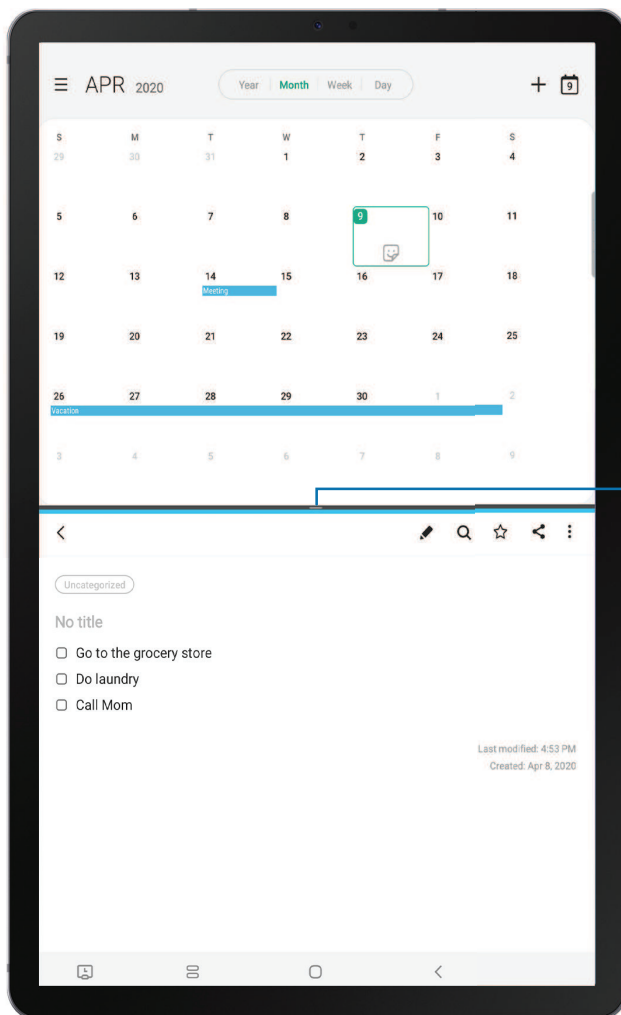 APR 2020
Year Month Week Day
9
S M T W T F S
29 30 31 1 2 3 4
5 6 7 8 9 10 11
12 13 14 15 16 17 18
Meeting
19 20 21 22 23 24 25
26 27 28 29 30 1 2
Vacation
3 4 5 6 7 8 9
Uncategorized
No title
Go to the grocery store
Do laundry
Call Mom
Last modified: 4:53 PM
Created: Apr 8, 2020